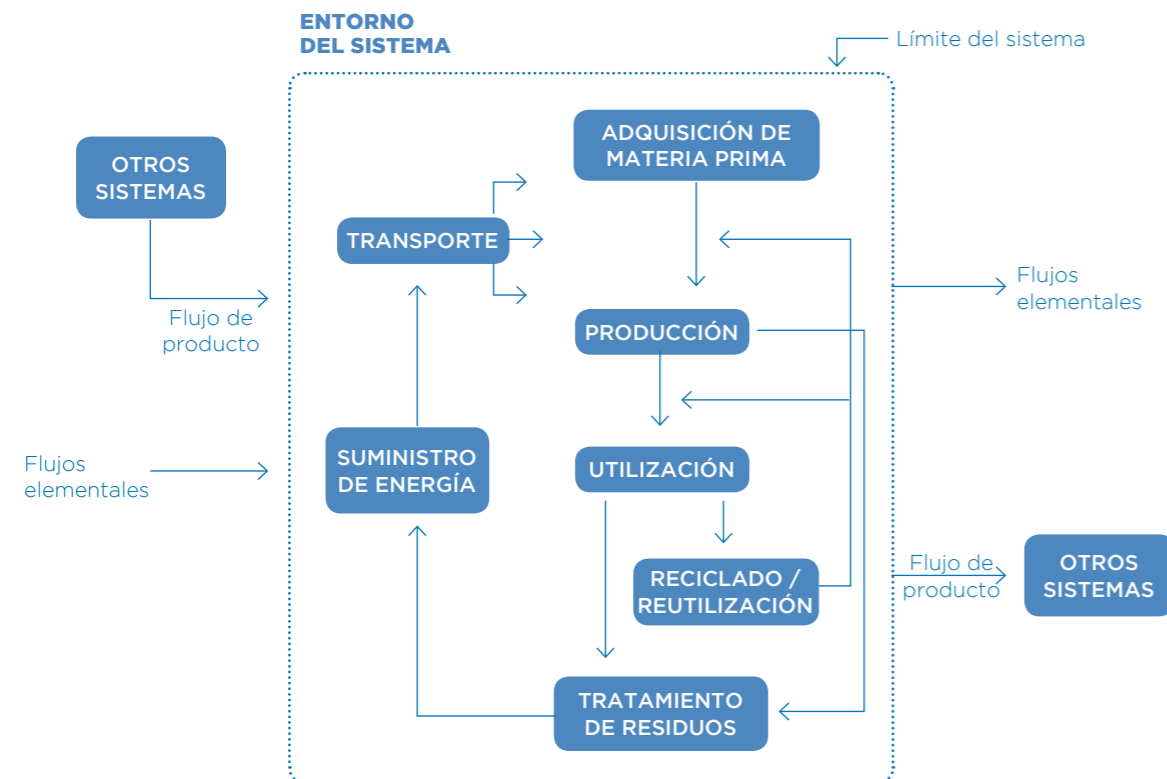 ENTORNO
DEL SISTEMA
Límite del sistema
ADQUISICIÓN DE
MATERIA PRIMA
OTROS
SISTEMAS
TRANSPORTE
Flujo de
producto
Flujos
elementales
PRODUCCIÓN
SUMINISTRO
DE ENERGÍA
UTILIZACIÓN
Flujos
elementales
RECICLADO /
REUTILIZACIÓN
Flujo de
producto
OTROS
SISTEMAS
TRATAMIENTO
DE RESIDUOS